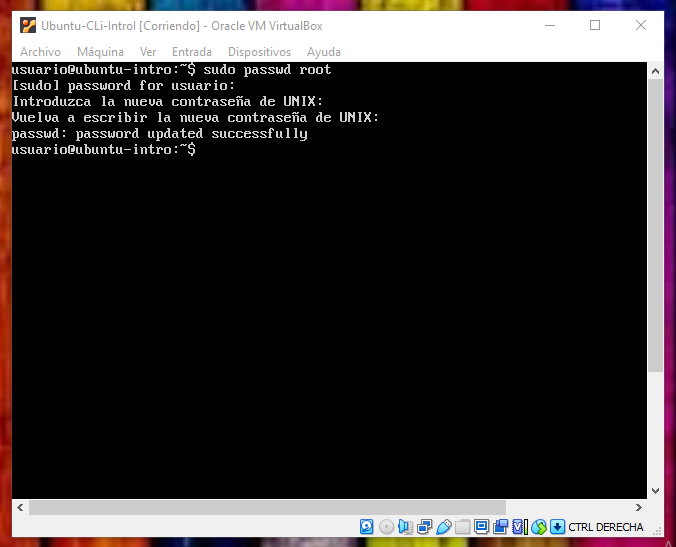 Ubuntu-CLi-Introl [Corriendo] - Oracle VM VirtualBox
Archivo Máquina Ver Entrada Dispositivos Ayuda
usuario@ubuntu-intro:~$ sudo passwd root
[sudo] password for usuario:
Introduzca la nueva contraseña de UNIX:
Vuelva a escribir la nueva contraseña de UNIX:
passwd: password updated successfully
usuario@ubuntu-intro:~$
CTRL DERECHA